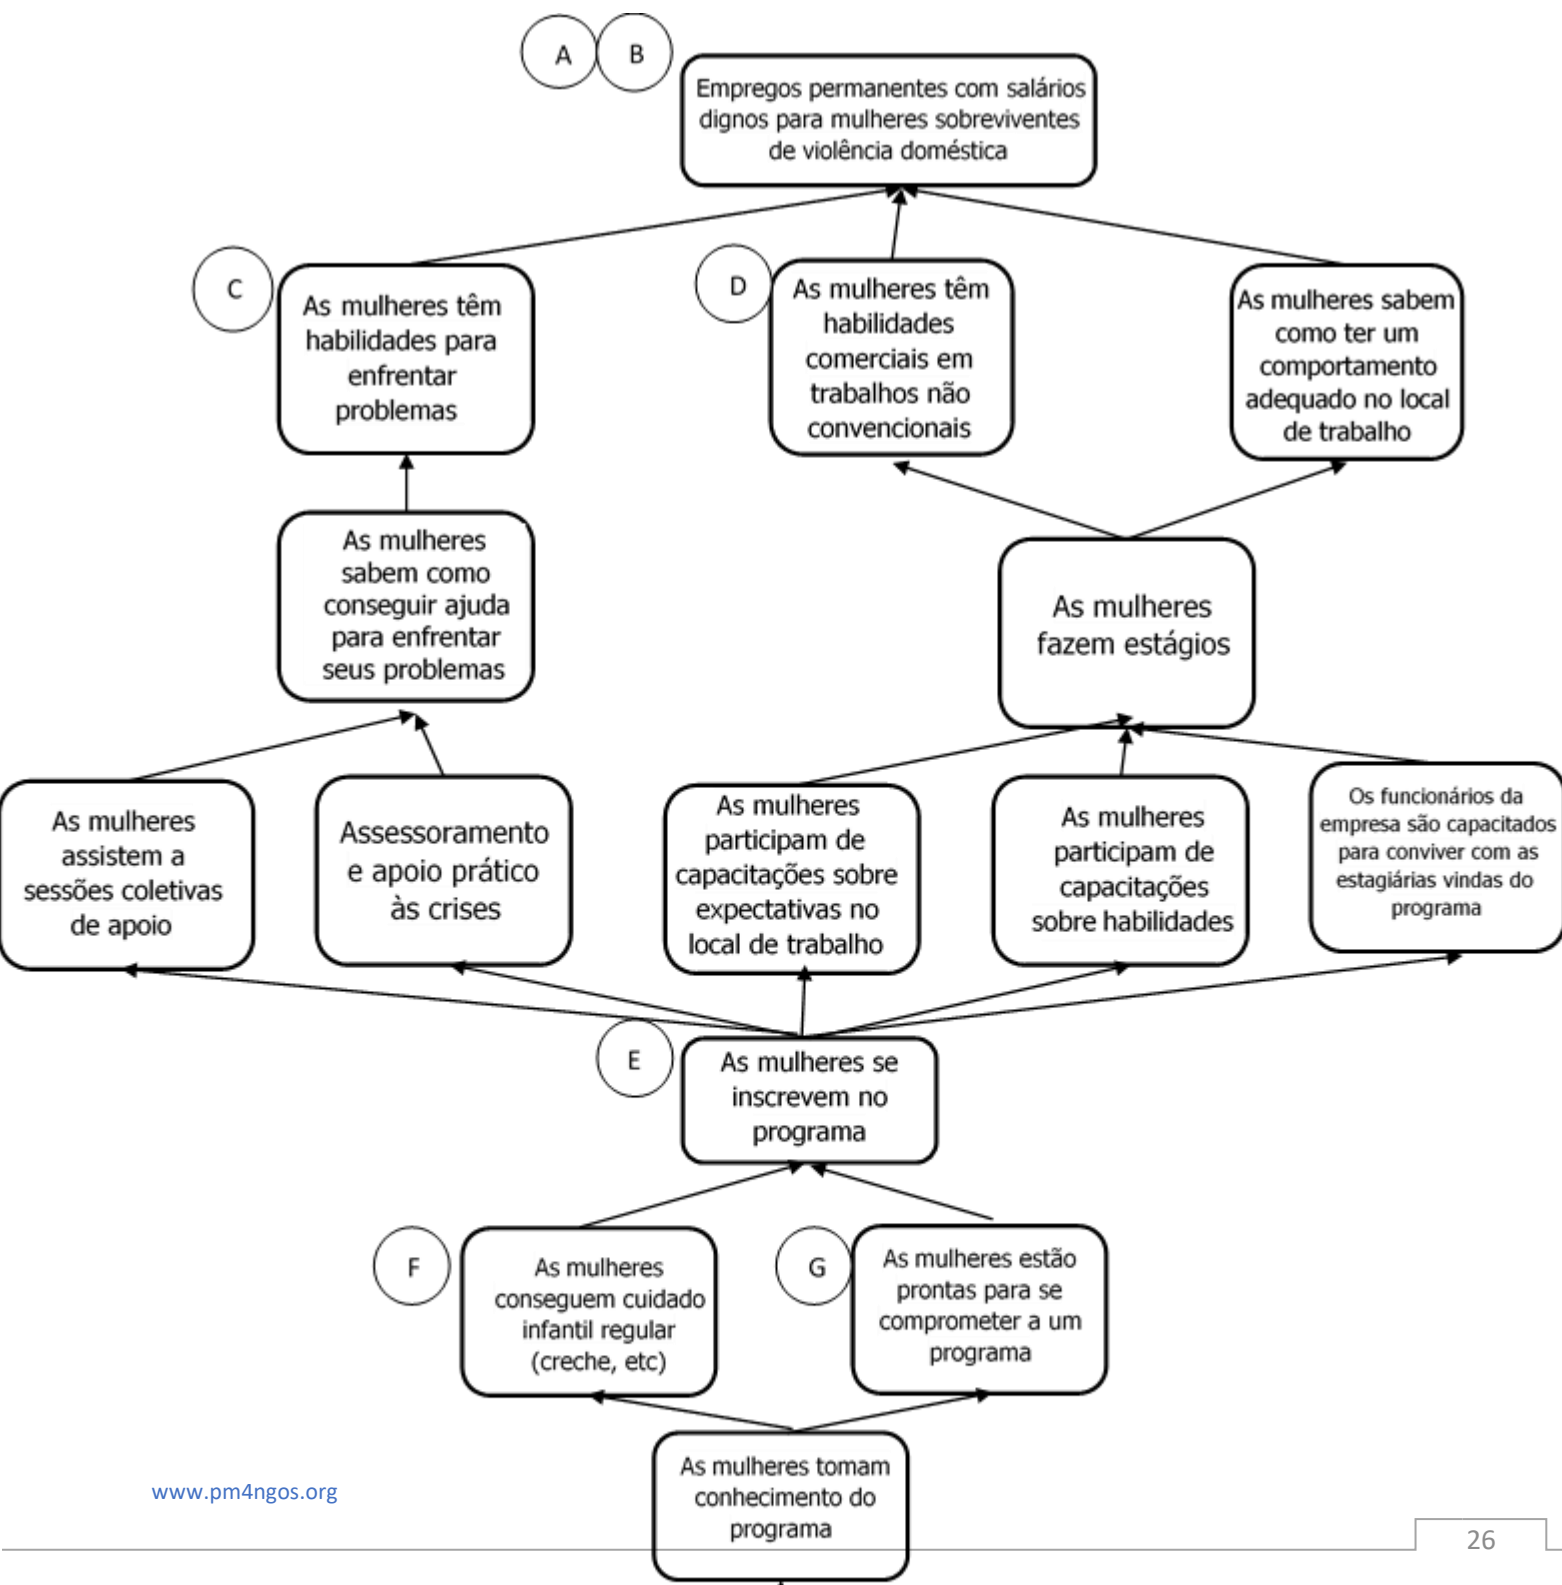 A
B
Empregos permanentes com salários
dignos para mulheres sobreviventes
de violência doméstica
C
As mulheres têm
habilidades para
enfrentar
problemas
D
As mulheres têm
habilidades
comerciais em
trabalhos não
convencionais
As mulheres sabem
como ter um
comportamento
adequado no local
de trabalho
As mulheres
sabem como
conseguir ajuda
para enfrentar
seus problemas
As mulheres
fazem estágios
As mulheres
assistem a
sessões coletivas
de apoio
Assessoramento
e apoio prático
às crises
As mulheres
participam de
capacitações sobre
expectativas no
local de trabalho
As mulheres
participam de
capacitações
sobre habilidades
Os funcionários da
empresa são capacitados
para conviver com as
estagiárias vindas do
programa
E
As mulheres se
inscrevem no
programa
F
As mulheres
conseguem cuidado
infantil regular
(creche, etc)
G
As mulheres estão
prontas para se
comprometer a um
programa
As mulheres tomam
conhecimento do
programa
www.pm4ngos.org
26